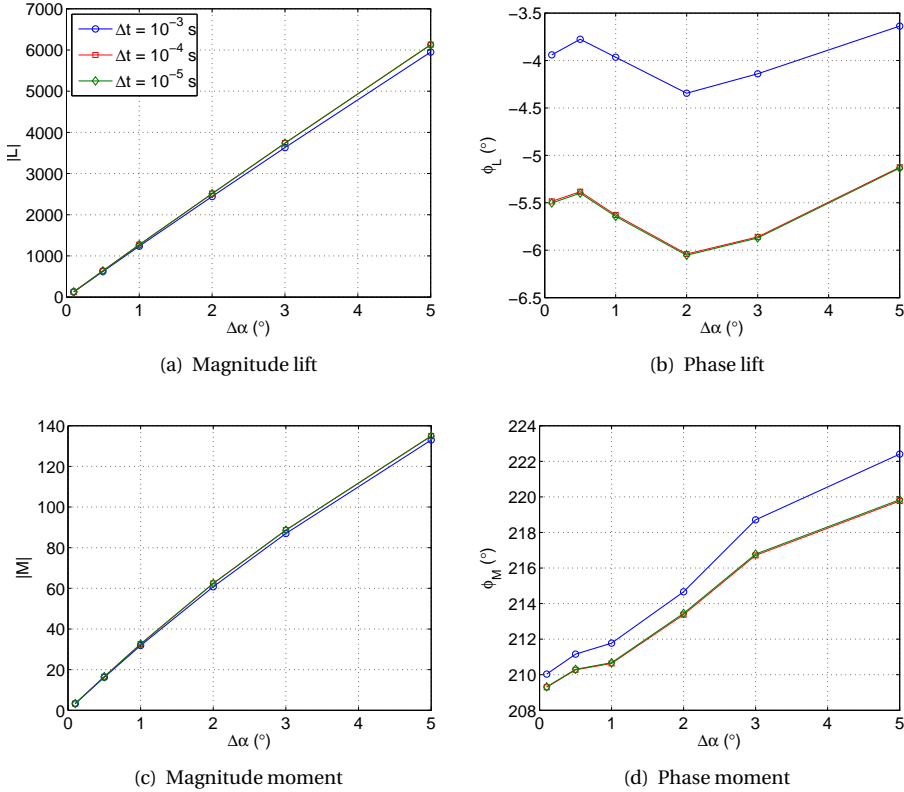 7000
6000
5000
4000
3000
2000
1000
0
|L|
Δt = 10⁻³ s
Δt = 10⁻⁴ s
Δt = 10⁻⁵ s
0 1 2 3 4 5
Δα (°)
(a) Magnitude lift
−3.5
−4
−4.5
−5
−5.5
−6
−6.5
ϕ_L (°)
0 1 2 3 4 5
Δα (°)
(b) Phase lift
140
120
100
80
60
40
20
0
|M|
0 1 2 3 4 5
Δα (°)
(c) Magnitude moment
224
222
220
218
216
214
212
210
208
ϕ_M (°)
0 1 2 3 4 5
Δα (°)
(d) Phase moment